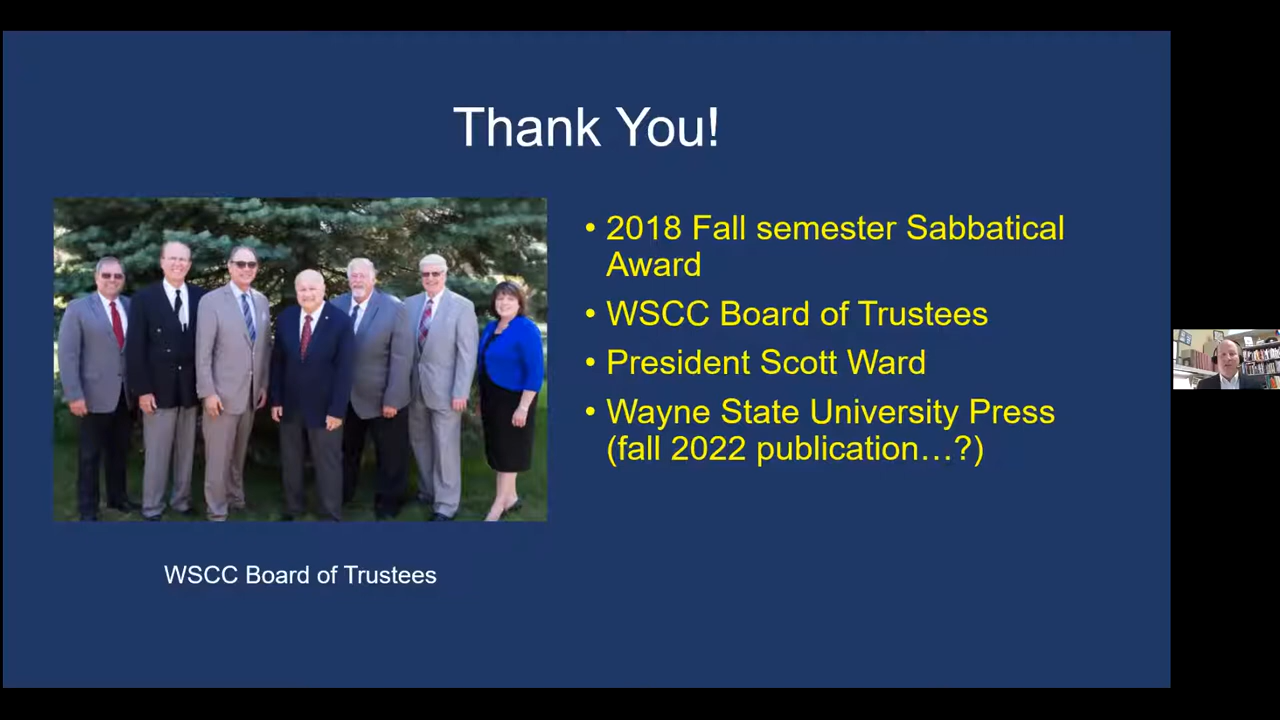 Thank You!
• 2018 Fall semester Sabbatical
Award
• WSCC Board of Trustees
• President Scott Ward
• Wayne State University Press
(fall 2022 publication…?)
WSCC Board of Trustees